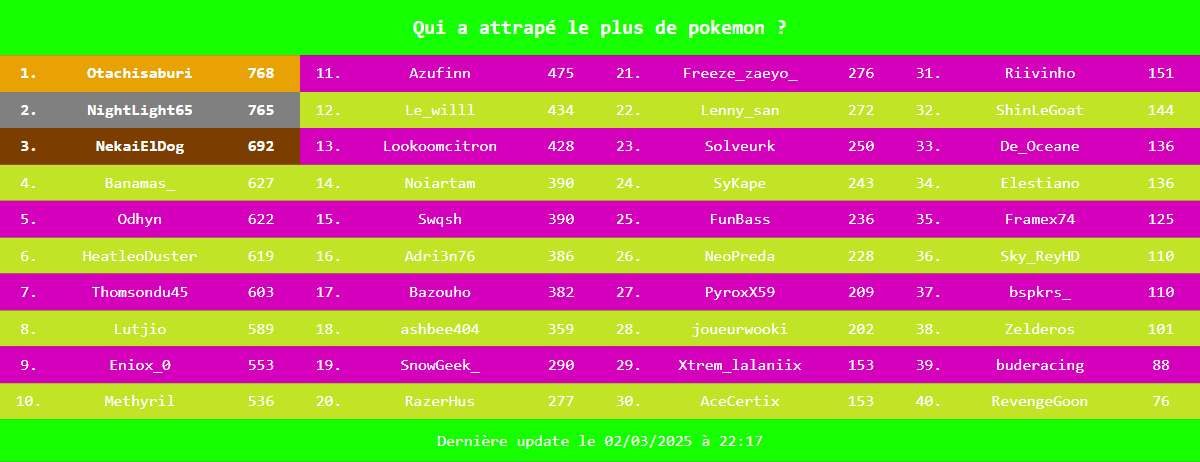 Qui a attrapé le plus de pokemon ?
1. Otachisaburi 768 11. Azufinn 475 21. Freeze_zaeyo_ 276 31. Riivinho 151
2. NightLight65 765 12. Le_willl 434 22. Lenny_san 272 32. ShinLeGoat 144
3. NekaiElDog 692 13. Lookoomcitron 428 23. Solveurk 250 33. De_Oceane 136
4. Banamas_ 627 14. Noiartam 390 24. SyKape 243 34. Elestiano 136
5. Odhyn 622 15. Swqsh 390 25. FunBass 236 35. Framex74 125
6. HeatleoDuster 619 16. Adri3n76 386 26. NeoPreda 228 36. Sky_ReyHD 110
7. Thomsondu45 603 17. Bazouho 382 27. PyroxX59 209 37. bspkrs_ 110
8. Lutjio 589 18. ashbee404 359 28. joueurwooki 202 38. Zelderos 101
9. Eniox_0 553 19. SnowGeek_ 290 29. Xtrem_lalaniix 153 39. buderacing 88
10. Methyril 536 20. RazerHus 277 30. AceCertix 153 40. RevengeGoon 76
Dernière update le 02/03/2025 à 22:17